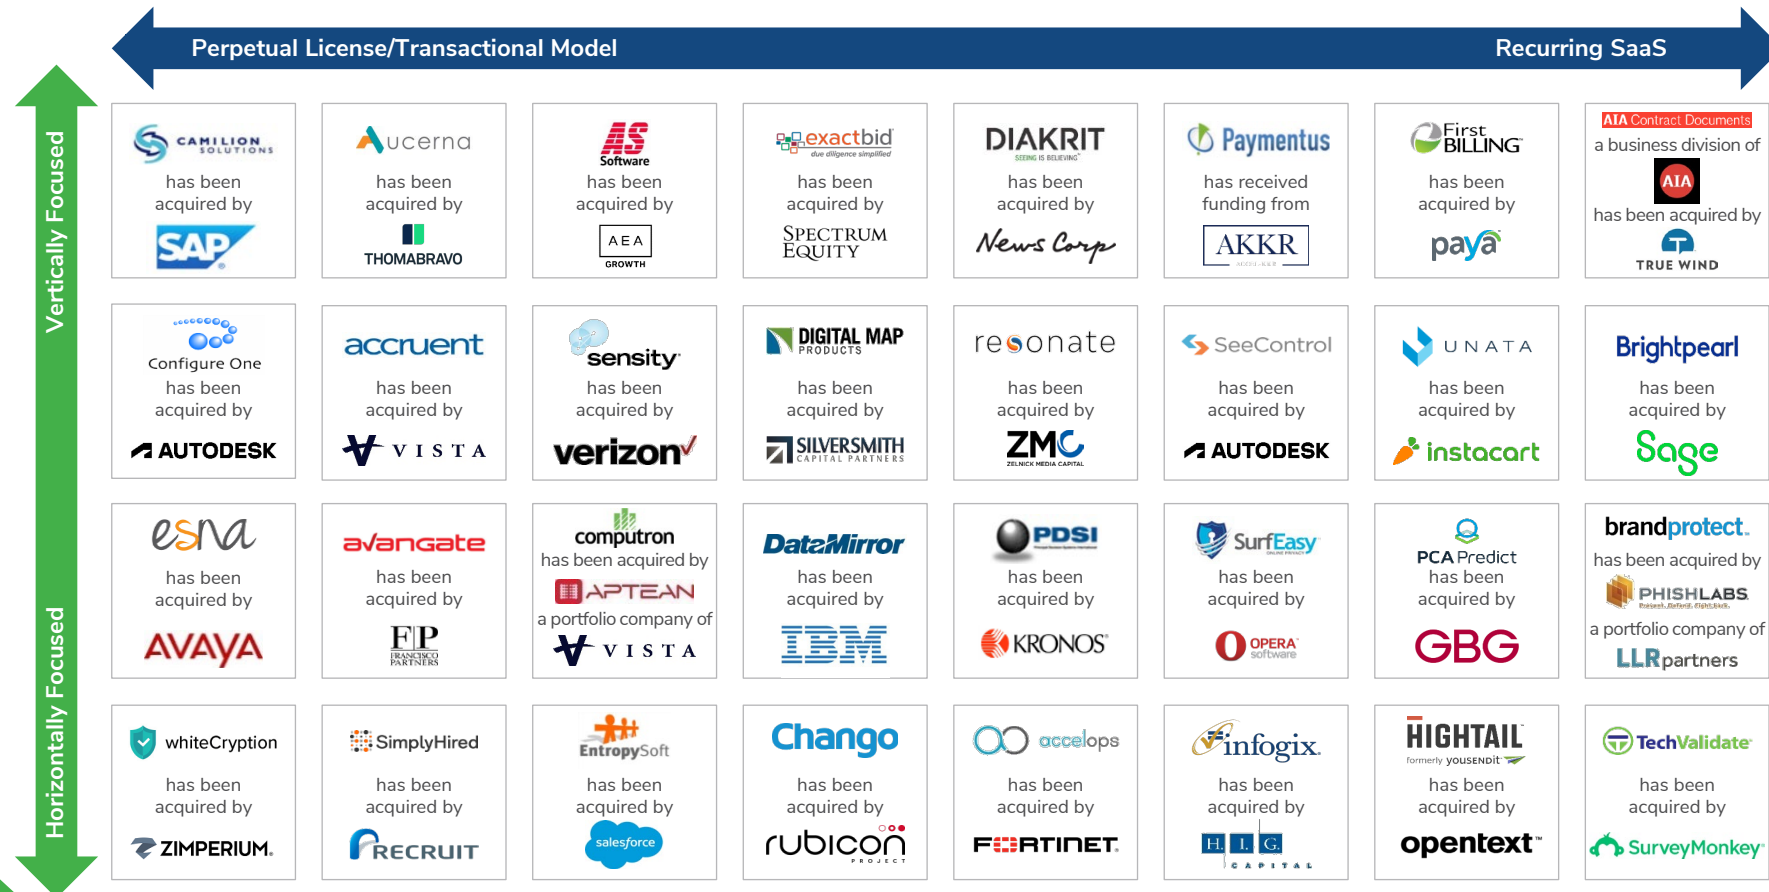 Perpetual License/Transactional Model
Recurring SaaS
Vertically Focused
Horizontally Focused
CAMILION
SOLUTIONS
has been
acquired by
SAP
Aucerna
has been
acquired by
THOMABRAVO
AS
Software
has been
acquired by
AEA
GROWTH
exactbid
due diligence simplified
has been
acquired by
SPECTRUM
EQUITY
DIAKRIT
SEEING IS BELIEVING
has been
acquired by
News Corp
Paymentus
has received
funding from
AKKR
First
BILLING™
has been
acquired by
paya
AIA Contract Documents
a business division of
AIA
has been acquired by
TRUE WIND
Configure One
has been
acquired by
AUTODESK
accruent
has been
acquired by
VISTA
sensity
has been
acquired by
verizon
DIGITAL MAP
PRODUCTS
has been
acquired by
SILVERSMITH
CAPITAL PARTNERS
resonate
has been
acquired by
ZMC
ZELNICK MEDIA CAPITAL
SeeControl
has been
acquired by
AUTODESK
UNATA
has been
acquired by
instacart
Brightpearl
has been
acquired by
Sage
esna
has been
acquired by
AVAYA
avangate
has been
acquired by
F|P
FRANCISCO
PARTNERS
computron
has been acquired by
APTEAN
a portfolio company of
VISTA
DataMirror
has been
acquired by
IBM
PDSI
has been
acquired by
KRONOS®
SurfEasy
ONLINE PRIVACY
has been
acquired by
OPERA
software
PCA Predict
has been
acquired by
GBG
brandprotect
has been acquired by
PHISHLABS
a portfolio company of
LLR partners
whiteCryption
has been
acquired by
ZIMPERIUM.
SimplyHired
has been
acquired by
RECRUIT
EntropySoft
has been
acquired by
salesforce
Chango
has been
acquired by
rubicon
PROJECT
accelops
has been
acquired by
FORTINET
infogix
has been
acquired by
H.I.G.
CAPITAL
HIGHTAIL
formerly YOUSENDIT
has been
acquired by
opentext™
TechValidate
has been
acquired by
SurveyMonkey